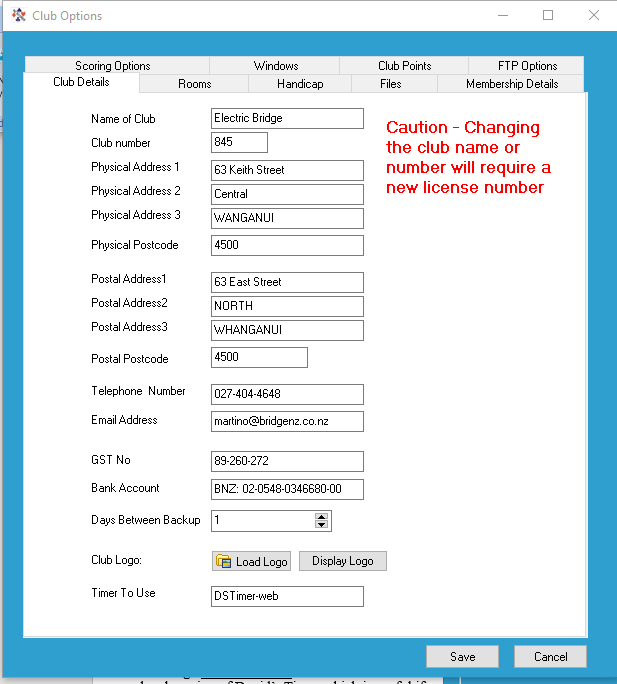 Club Options
Scoring Options Windows Club Points FTP Options
Club Details Rooms Handicap Files Membership Details
Name of Club Electric Bridge
Club number 845
Caution - Changing
the club name or
number will require a
new license number
Physical Address 1 63 Keith Street
Physical Address 2 Central
Physical Address 3 WANGANUI
Physical Postcode 4500
Postal Address1 63 East Street
Postal Address2 NORTH
Postal Address3 WHANGANUI
Postal Postcode 4500
Telephone Number 027-404-4648
Email Address martino@bridgenz.co.nz
GST No 89-260-272
Bank Account BNZ: 02-0548-0346680-00
Days Between Backup 1
Club Logo: Load Logo Display Logo
Timer To Use DSTimer-web
Save Cancel